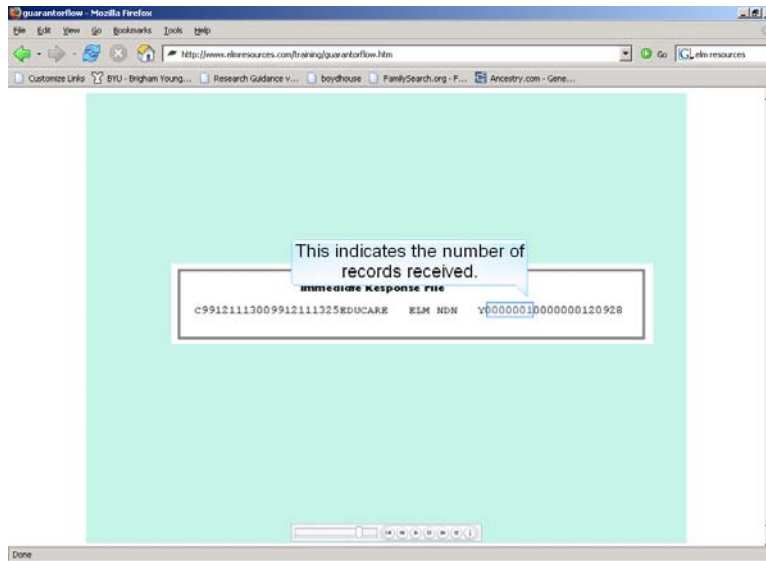 guarantorflow - Mozilla Firefox
File Edit View Go Bookmarks Tools Help
http://www.elmresources.com/training/guarantorflow.htm
Go
elm resources
Customize Links BYU - Brigham Young... Research Guidance v... boydhouse FamilySearch.org - F... Ancestry.com - Gene...
This indicates the number of
records received.
Immediate Response File
C99121113009912111325EDUCARE ELM NDN Y00000010000000120928
Done